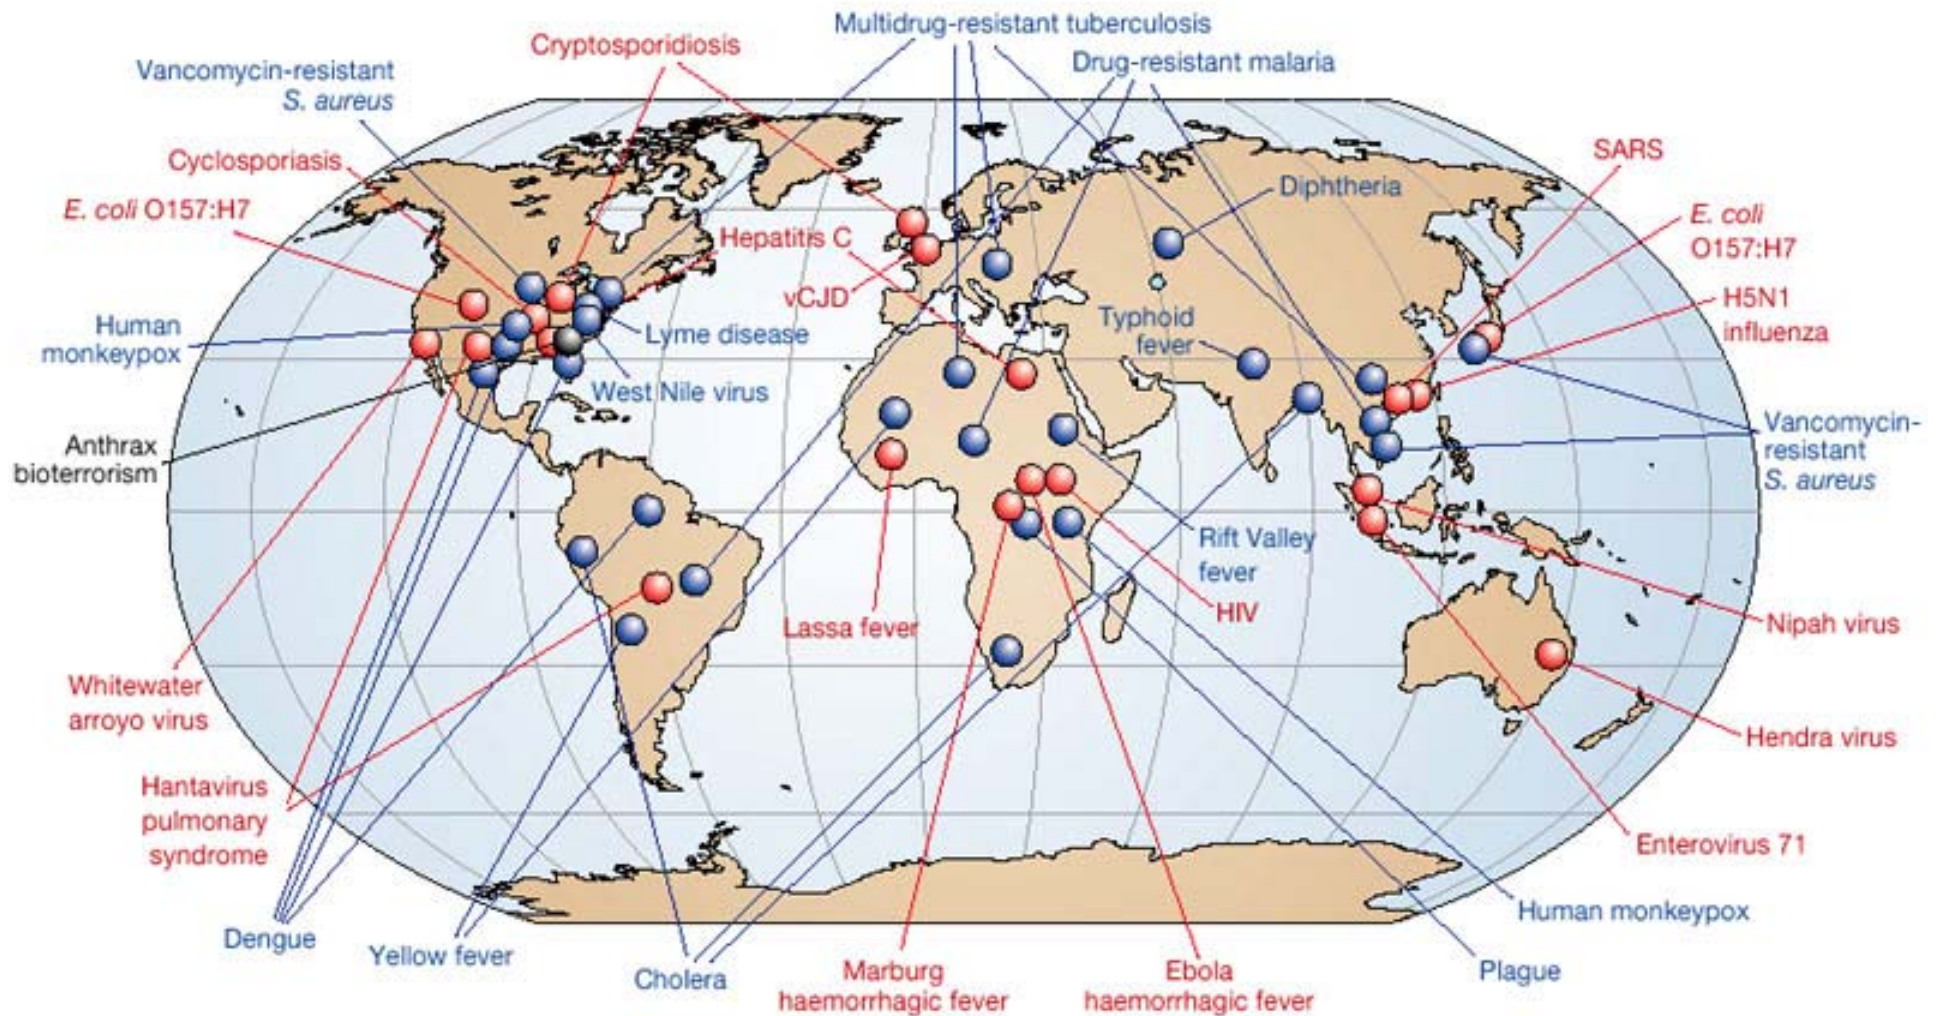 Multidrug-resistant tuberculosis
Cryptosporidiosis
Drug-resistant malaria
Vancomycin-resistant
S. aureus
Cyclosporiasis
SARS
Diphtheria
E. coli O157:H7
E. coli
O157:H7
Hepatitis C
vCJD
H5N1
influenza
Human
monkeypox
Lyme disease
Typhoid
fever
West Nile virus
Anthrax
bioterrorism
Vancomycin-
resistant
S. aureus
Rift Valley
fever
HIV
Lassa fever
Nipah virus
Whitewater
arroyo virus
Hendra virus
Hantavirus
pulmonary
syndrome
Enterovirus 71
Human monkeypox
Dengue
Yellow fever
Cholera
Marburg
haemorrhagic fever
Ebola
haemorrhagic fever
Plague